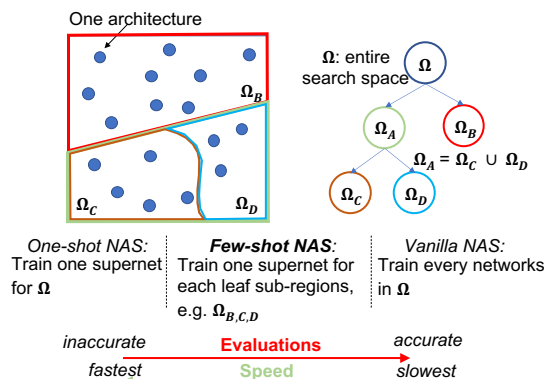 One architecture
Ω_B
Ω_C
Ω_D
Ω: entire
search space
Ω
Ω_A
Ω_B
Ω_A = Ω_C ∪ Ω_D
Ω_C
Ω_D
One-shot NAS:
Train one supernet
for Ω
Few-shot NAS:
Train one supernet for
each leaf sub-regions,
e.g. Ω_{B,C,D}
Vanilla NAS:
Train every networks
in Ω
inaccurate Evaluations accurate
fastest Speed slowest